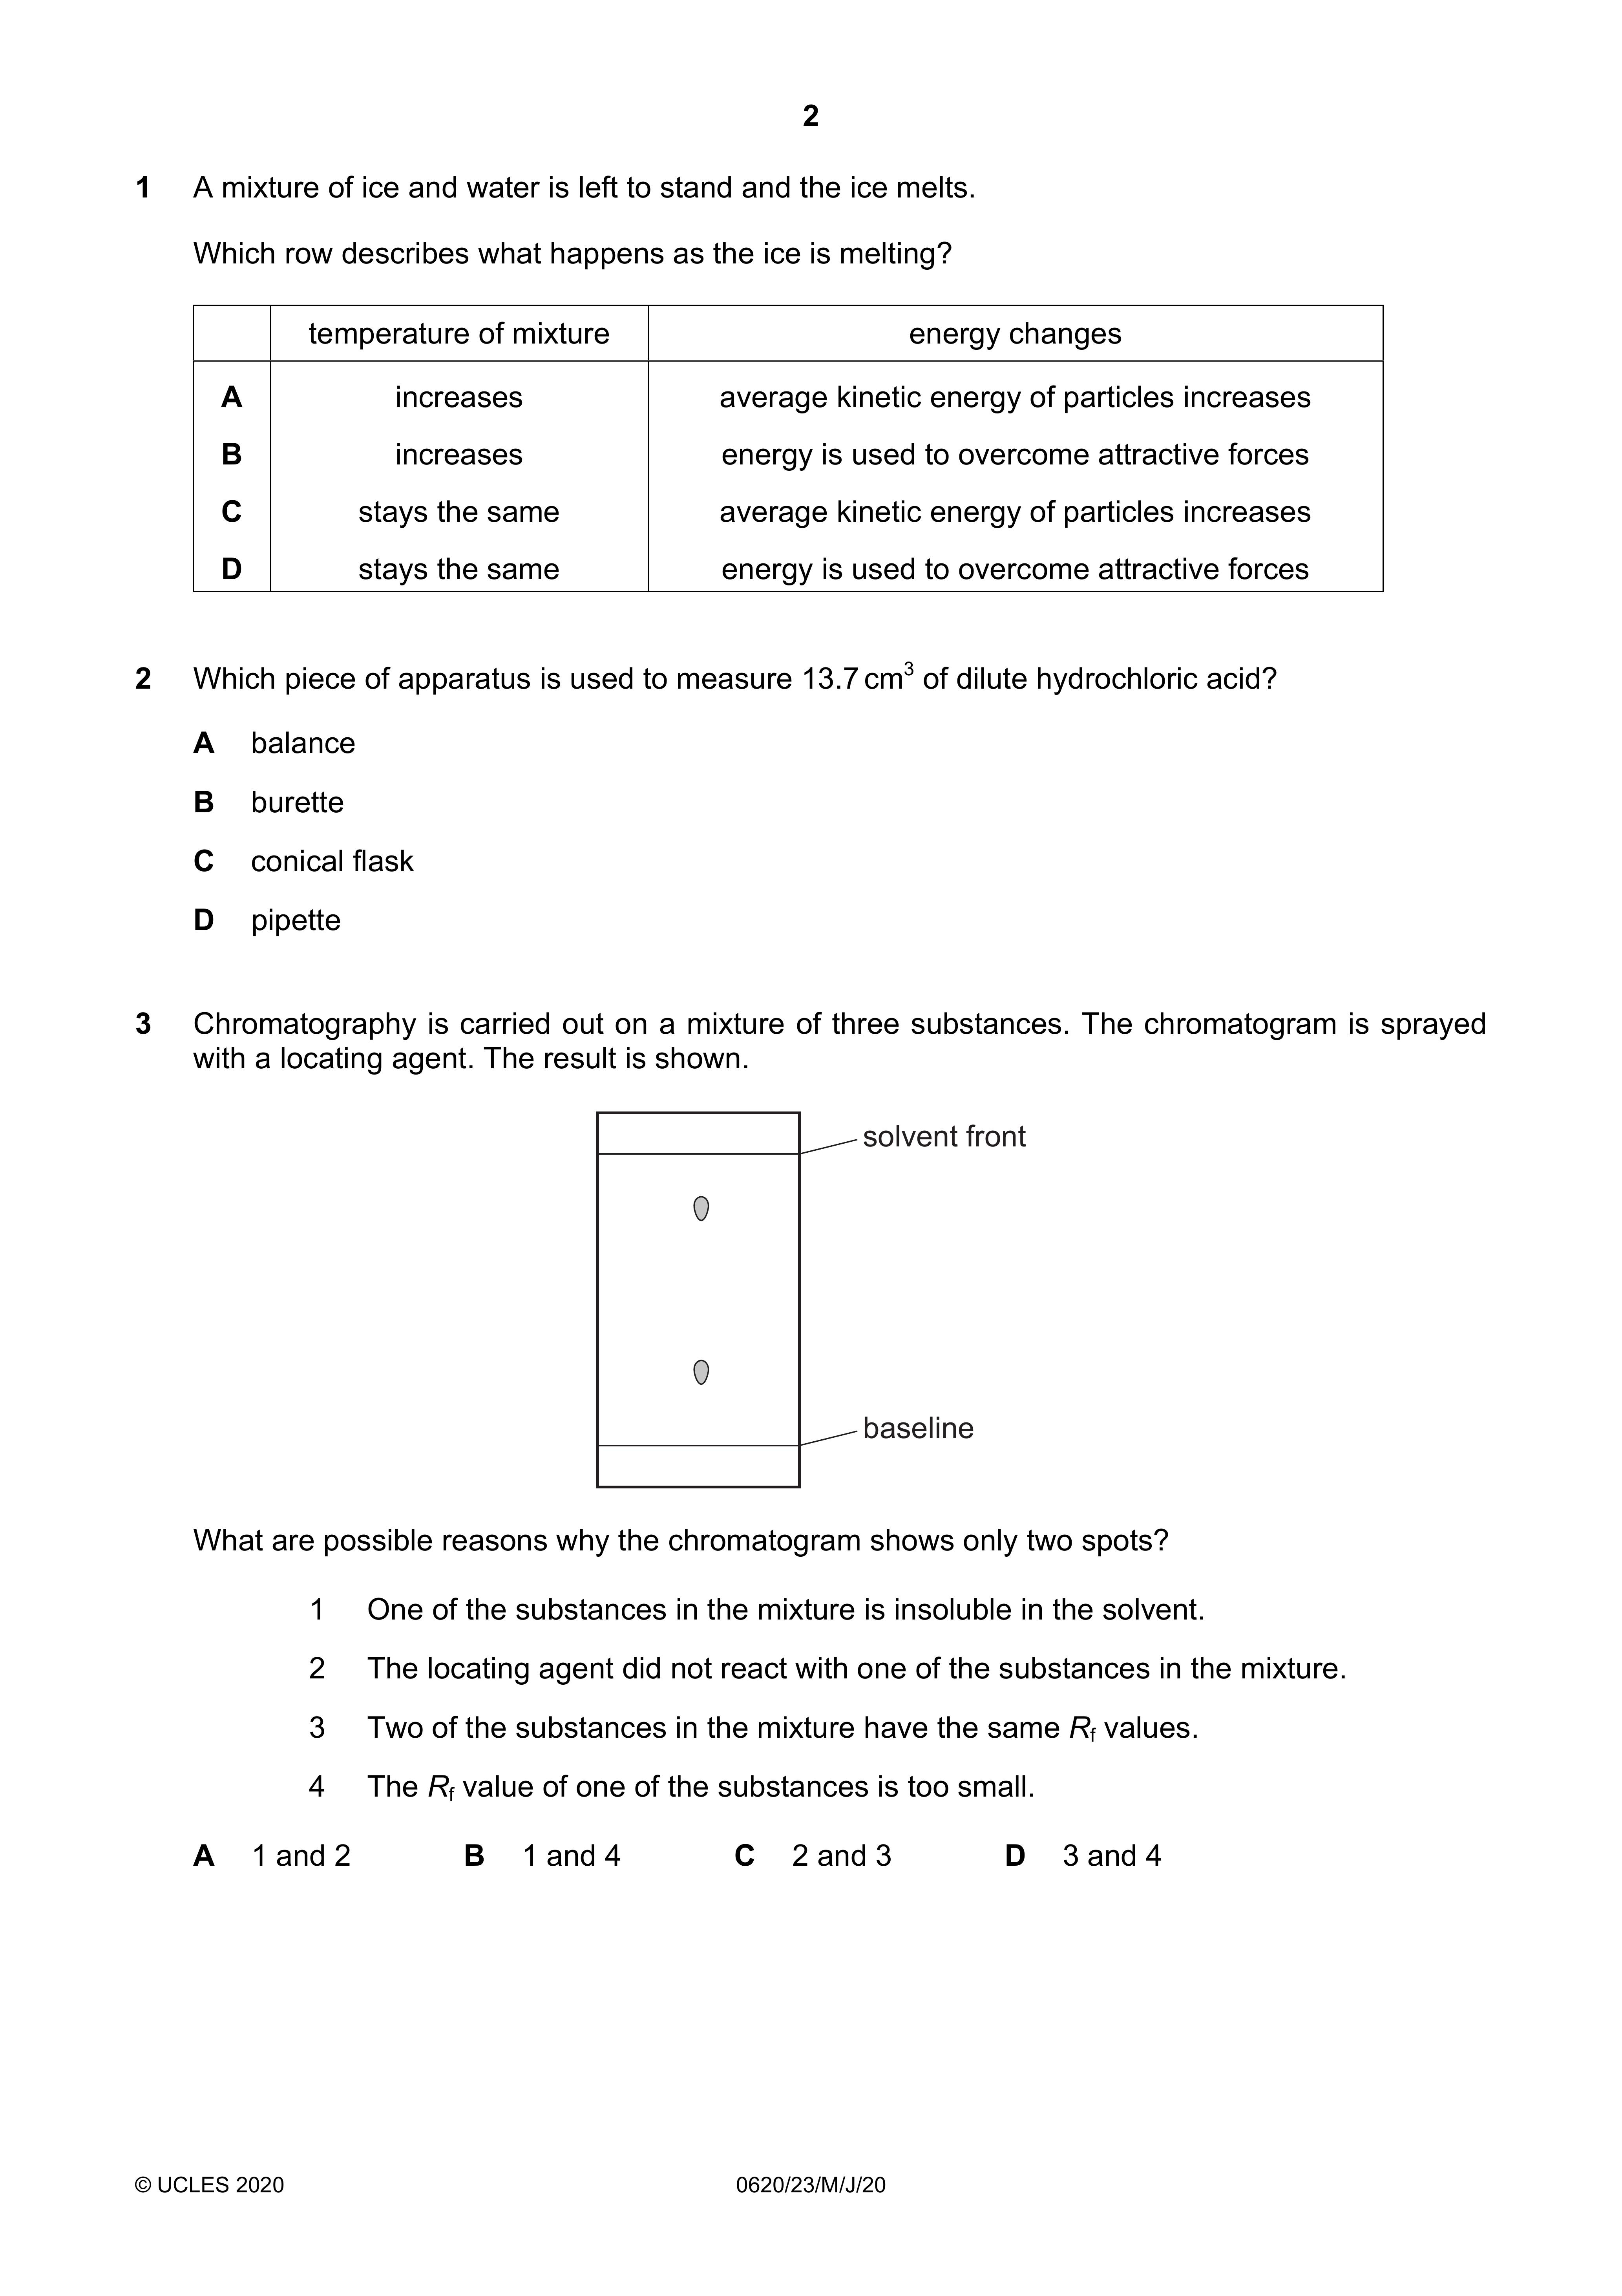 2
1 A mixture of ice and water is left to stand and the ice melts.
Which row describes what happens as the ice is melting?
temperature of mixture energy changes
A increases average kinetic energy of particles increases
B increases energy is used to overcome attractive forces
C stays the same average kinetic energy of particles increases
D stays the same energy is used to overcome attractive forces
2 Which piece of apparatus is used to measure 13.7 cm³ of dilute hydrochloric acid?
A balance
B burette
C conical flask
D pipette
3 Chromatography is carried out on a mixture of three substances. The chromatogram is sprayed
with a locating agent. The result is shown.
solvent front
baseline
What are possible reasons why the chromatogram shows only two spots?
1 One of the substances in the mixture is insoluble in the solvent.
2 The locating agent did not react with one of the substances in the mixture.
3 Two of the substances in the mixture have the same Rf values.
4 The Rf value of one of the substances is too small.
A 1 and 2 B 1 and 4 C 2 and 3 D 3 and 4
© UCLES 2020 0620/23/M/J/20